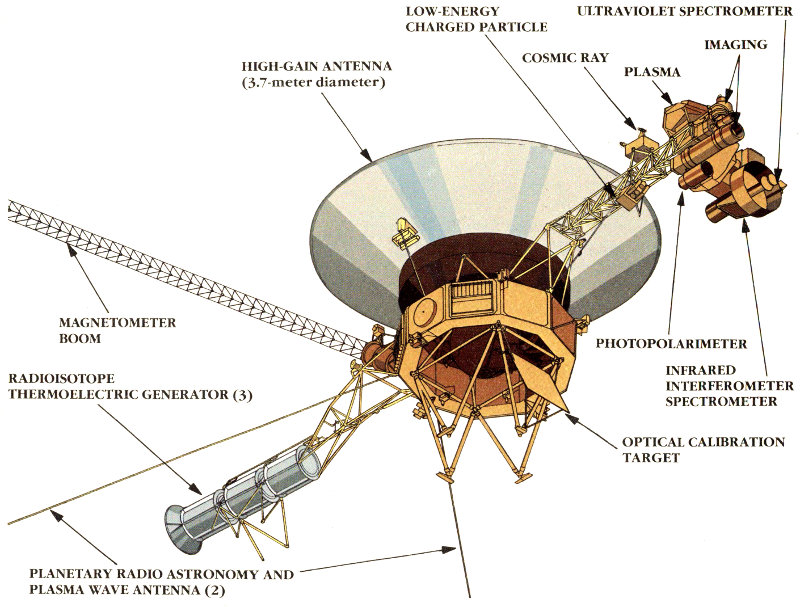 LOW-ENERGY
CHARGED PARTICLE
ULTRAVIOLET SPECTROMETER
IMAGING
COSMIC RAY
PLASMA
HIGH-GAIN ANTENNA
(3.7-meter diameter)
MAGNETOMETER
BOOM
PHOTOPOLARIMETER
INFRARED
INTERFEROMETER
SPECTROMETER
RADIOISOTOPE
THERMOELECTRIC GENERATOR (3)
OPTICAL CALIBRATION
TARGET
PLANETARY RADIO ASTRONOMY AND
PLASMA WAVE ANTENNA (2)